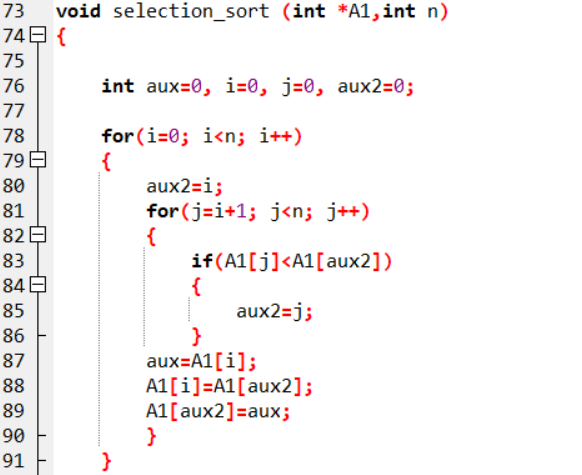 73 void selection_sort (int *A1,int n)
74 {
75
76 int aux=0, i=0, j=0, aux2=0;
77
78 for(i=0; i<n; i++)
79 {
80 aux2=i;
81 for(j=i+1; j<n; j++)
82 {
83 if(A1[j]<A1[aux2])
84 {
85 aux2=j;
86 }
87 aux=A1[i];
88 A1[i]=A1[aux2];
89 A1[aux2]=aux;
90 }
91 }